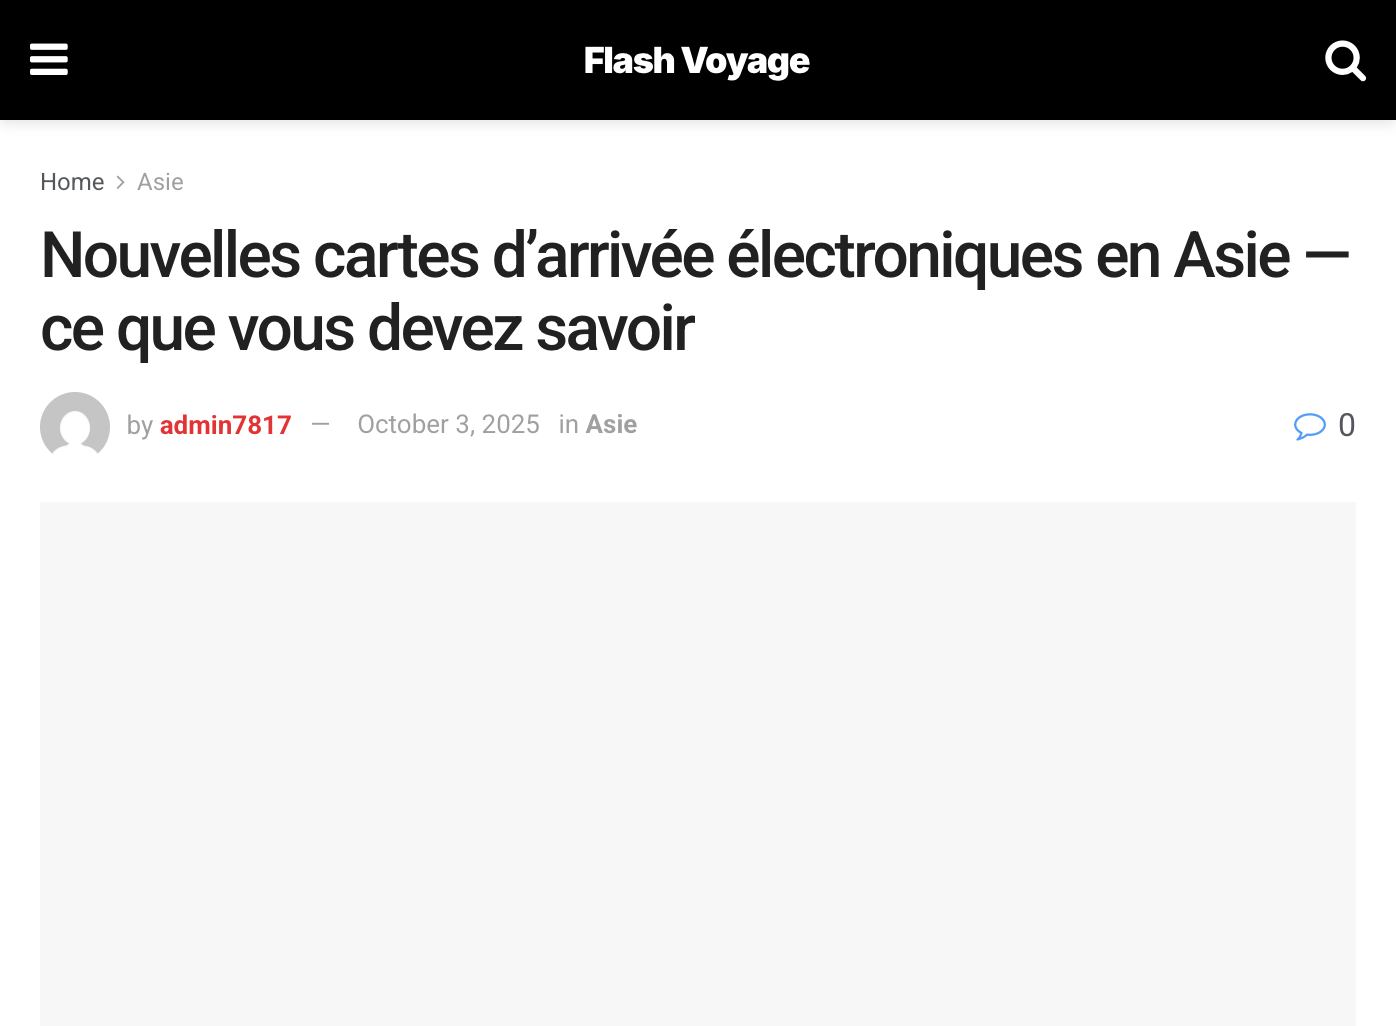 Flash Voyage
Home > Asie
Nouvelles cartes d’arrivée électroniques en Asie —
ce que vous devez savoir
by admin7817 — October 3, 2025 in Asie
0